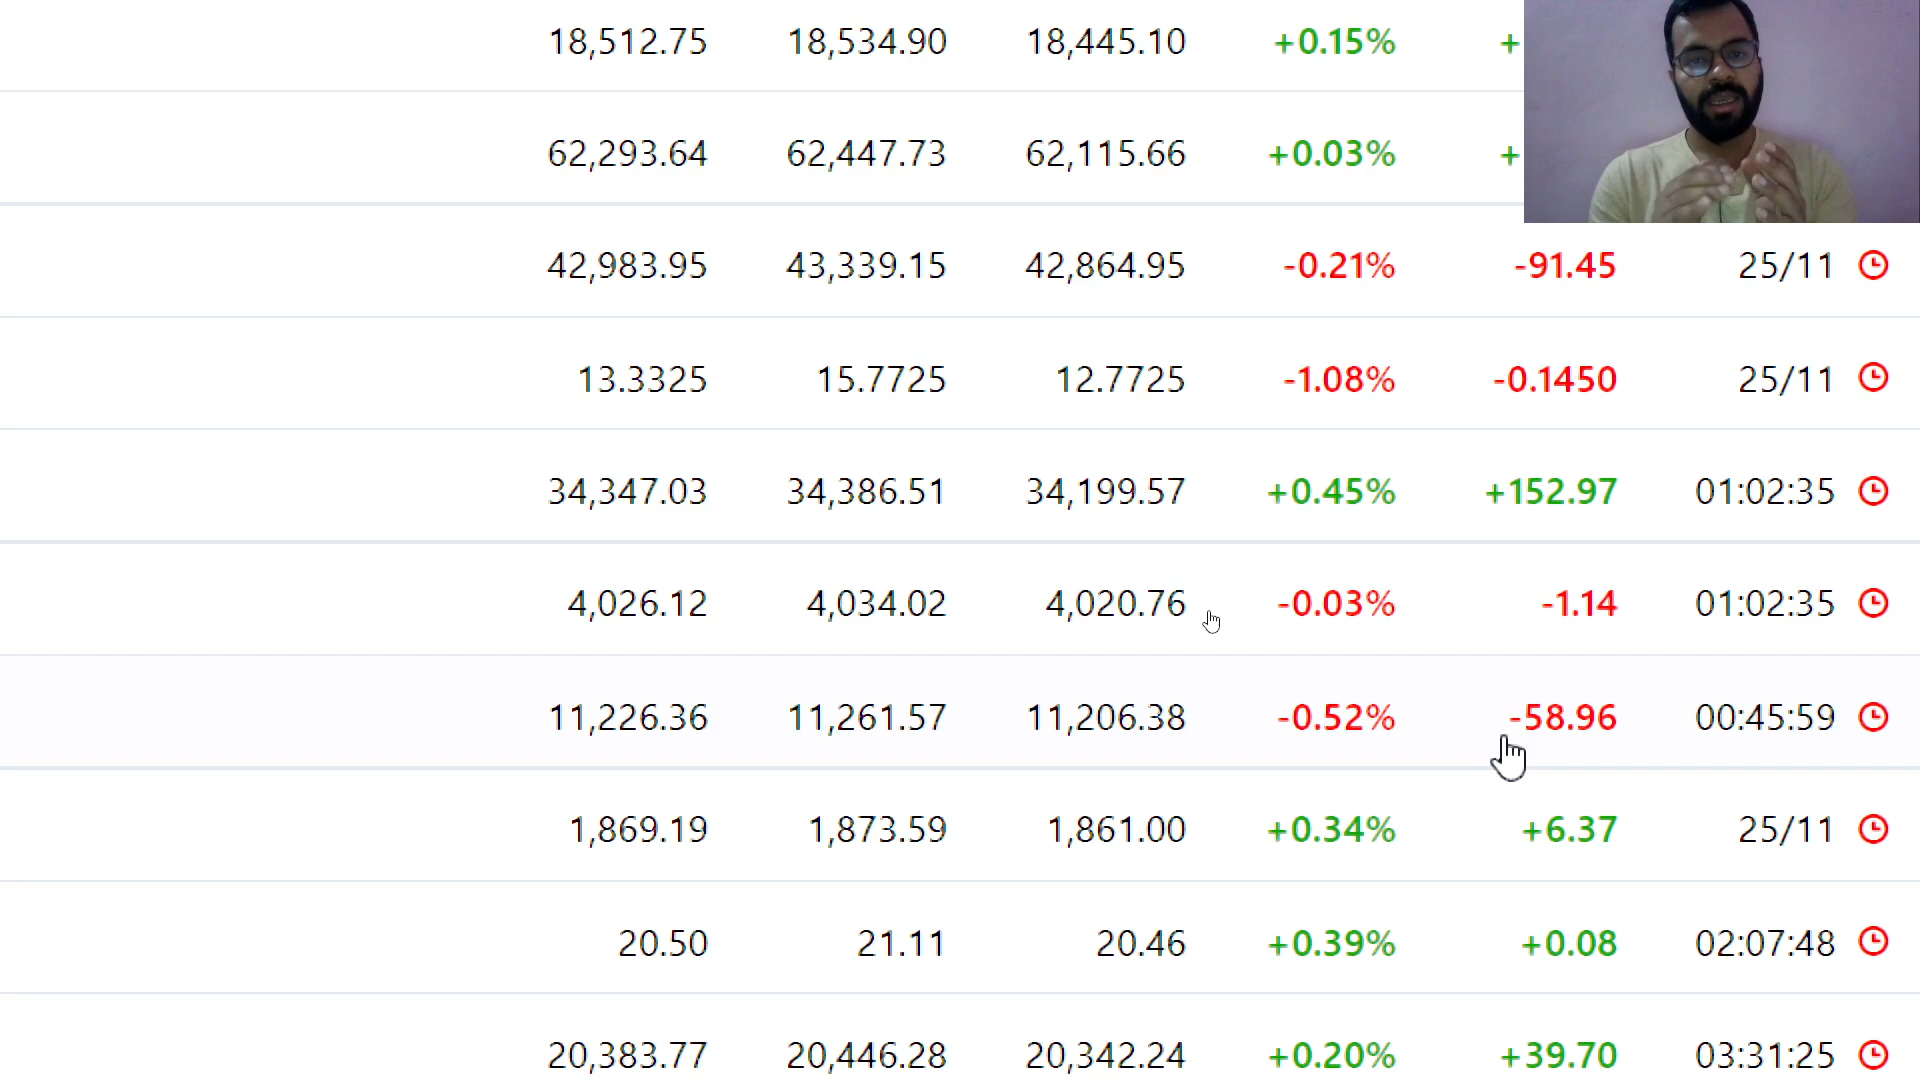 18,512.75 18,534.90 18,445.10 +0.15% +
62,293.64 62,447.73 62,115.66 +0.03% +
42,983.95 43,339.15 42,864.95 -0.21% -91.45 25/11
13.3325 15.7725 12.7725 -1.08% -0.1450 25/11
34,347.03 34,386.51 34,199.57 +0.45% +152.97 01:02:35
4,026.12 4,034.02 4,020.76 -0.03% -1.14 01:02:35
11,226.36 11,261.57 11,206.38 -0.52% -58.96 00:45:59
1,869.19 1,873.59 1,861.00 +0.34% +6.37 25/11
20.50 21.11 20.46 +0.39% +0.08 02:07:48
20,383.77 20,446.28 20,342.24 +0.20% +39.70 03:31:25